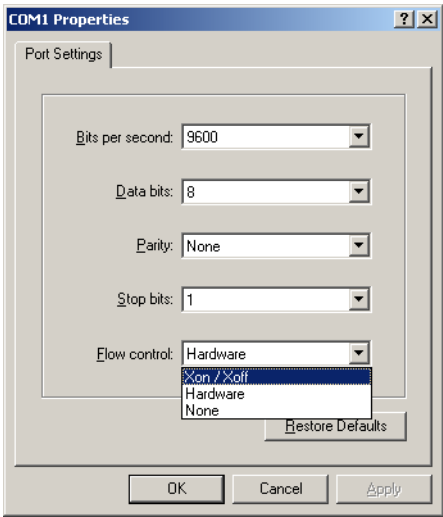 COM1 Properties
Port Settings
Bits per second: 9600
Data bits: 8
Parity: None
Stop bits: 1
Flow control: Hardware
Xon / Xoff
Hardware
None
Restore Defaults
OK Cancel Apply